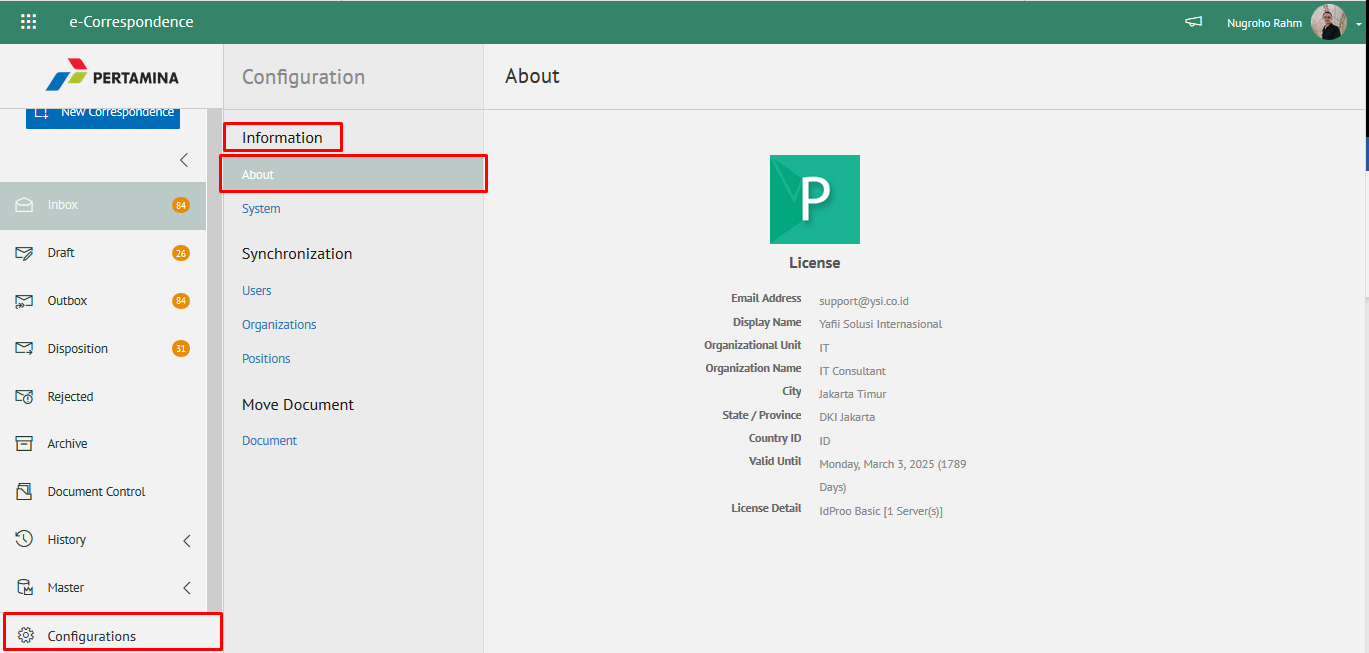 e-Correspondence
Nugroho Rahm
PERTAMINA
New Correspondence
Inbox 84
Draft 26
Outbox 84
Disposition 31
Rejected
Archive
Document Control
History
Master
Configurations
Configuration
Information
About
System
Synchronization
Users
Organizations
Positions
Move Document
Document
About
P
License
Email Address support@ysi.co.id
Display Name Yafii Solusi Internasional
Organizational Unit IT
Organization Name IT Consultant
City Jakarta Timur
State / Province DKI Jakarta
Country ID ID
Valid Until Monday, March 3, 2025 (1789
Days)
License Detail IdProo Basic [1 Server(s)]